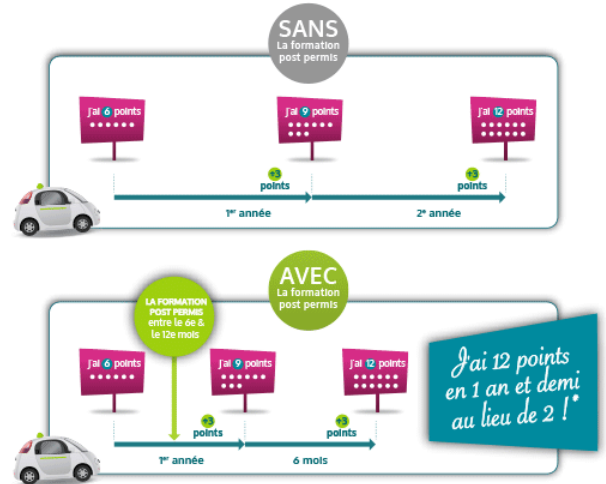 SANS
La formation
post permis
J'ai 6 points
J'ai 9 points
J'ai 12 points
+3
points
+3
points
1er année
2e année
AVEC
La formation
post permis
LA FORMATION
POST PERMIS
entre le 6e &
le 12e mois
J'ai 6 points
J'ai 9 points
J'ai 12 points
+3
points
+3
points
1er année
6 mois
J'ai 12 points
en 1 an et demi
au lieu de 2 !*